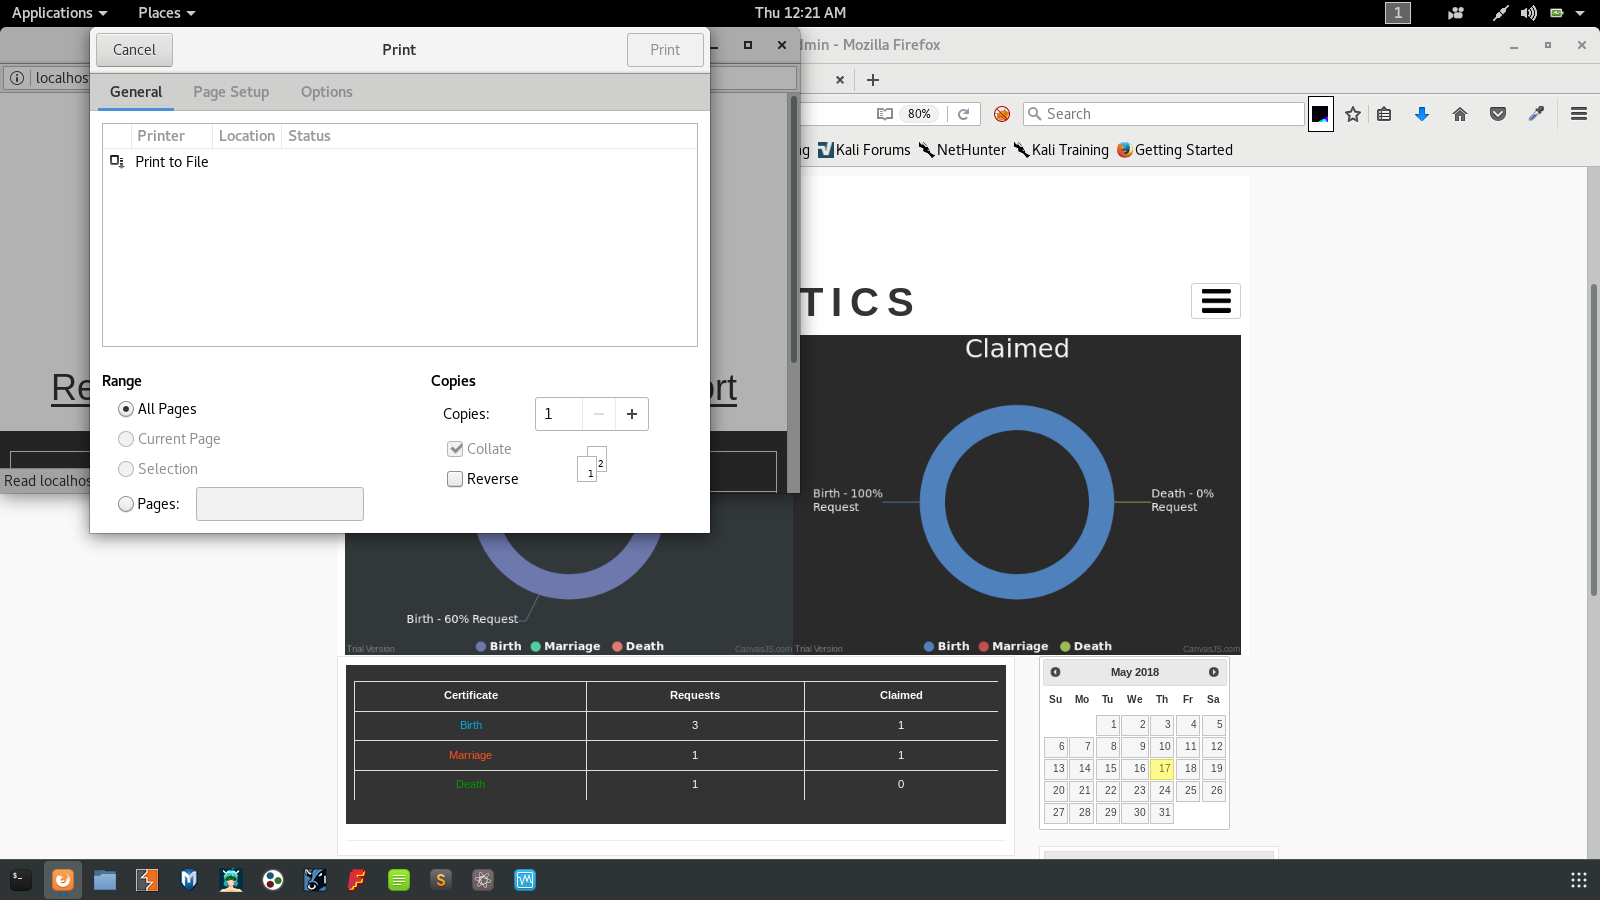 Applications Places Thu 12:21 AM 1
Cancel Print Print
dmin - Mozilla Firefox
localhos
General Page Setup Options
80% Search
Printer Location Status
Print to File
ng Kali Forums NetHunter Kali Training Getting Started
TICS
Claimed
Re ort
Range Copies
All Pages
Copies: 1
Current Page
Collate
Selection
Reverse
1 2
Pages:
Read localhos
Birth - 100% Request
Death - 0% Request
Birth - 60% Request
Birth Marriage Death
Trial Version CanvasJS.com
Birth Marriage Death
Trial Version CanvasJS.com
Certificate Requests Claimed
Birth 3 1
Marriage 1 1
Death 1 0
May 2018
Su Mo Tu We Th Fr Sa
1 2 3 4 5
6 7 8 9 10 11 12
13 14 15 16 17 18 19
20 21 22 23 24 25 26
27 28 29 30 31